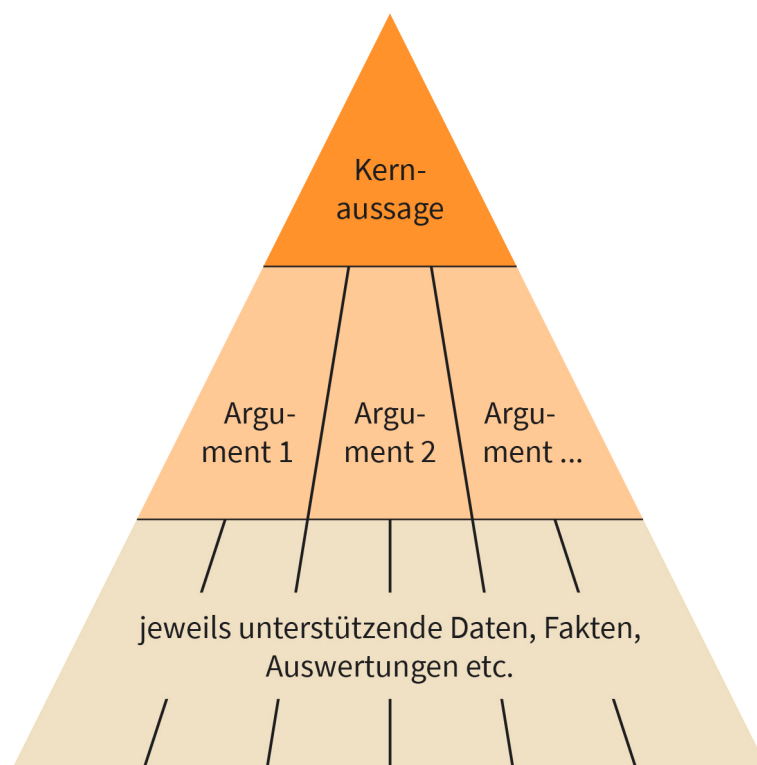 Kern-
aussage
Argu-
ment 1
Argu-
ment 2
Argu-
ment ...
jeweils unterstützende Daten, Fakten,
Auswertungen etc.